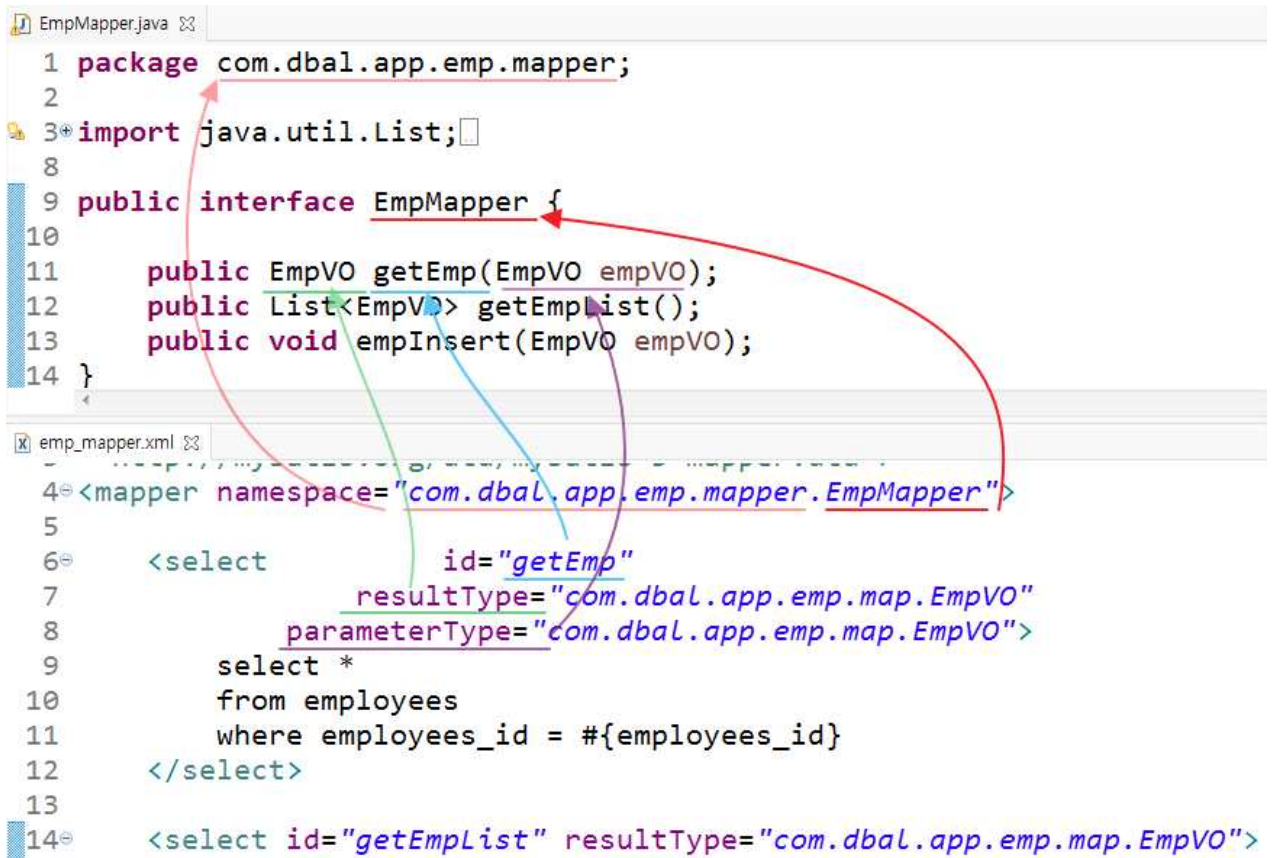 EmpMapper.java
1 package com.dbal.app.emp.mapper;
2
3 import java.util.List;
8
9 public interface EmpMapper {
10
11 public EmpVO getEmp(EmpVO empVO);
12 public List<EmpVO> getEmpList();
13 public void empInsert(EmpVO empVO);
14 }
emp_mapper.xml
4 <mapper namespace="com.dbal.app.emp.mapper.EmpMapper">
5
6 <select id="getEmp"
7 resultType="com.dbal.app.emp.map.EmpVO"
8 parameterType="com.dbal.app.emp.map.EmpVO">
9 select *
10 from employees
11 where employees_id = #{employees_id}
12 </select>
13
14 <select id="getEmpList" resultType="com.dbal.app.emp.map.EmpVO">